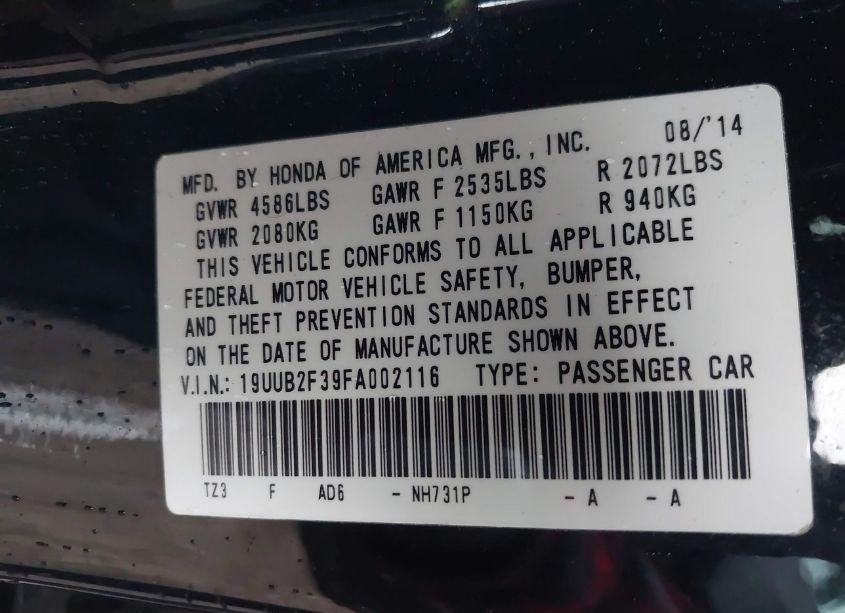 MFD. BY HONDA OF AMERICA MFG., INC. 08/'14
GVWR 4586LBS GAWR F 2535LBS R 2072LBS
GVWR 2080KG GAWR F 1150KG R 940KG
THIS VEHICLE CONFORMS TO ALL APPLICABLE
FEDERAL MOTOR VEHICLE SAFETY, BUMPER,
AND THEFT PREVENTION STANDARDS IN EFFECT
ON THE DATE OF MANUFACTURE SHOWN ABOVE.
V.I.N.: 19UUB2F39FA002116 TYPE: PASSENGER CAR
TZ3 F AD6 - NH731P - A - A